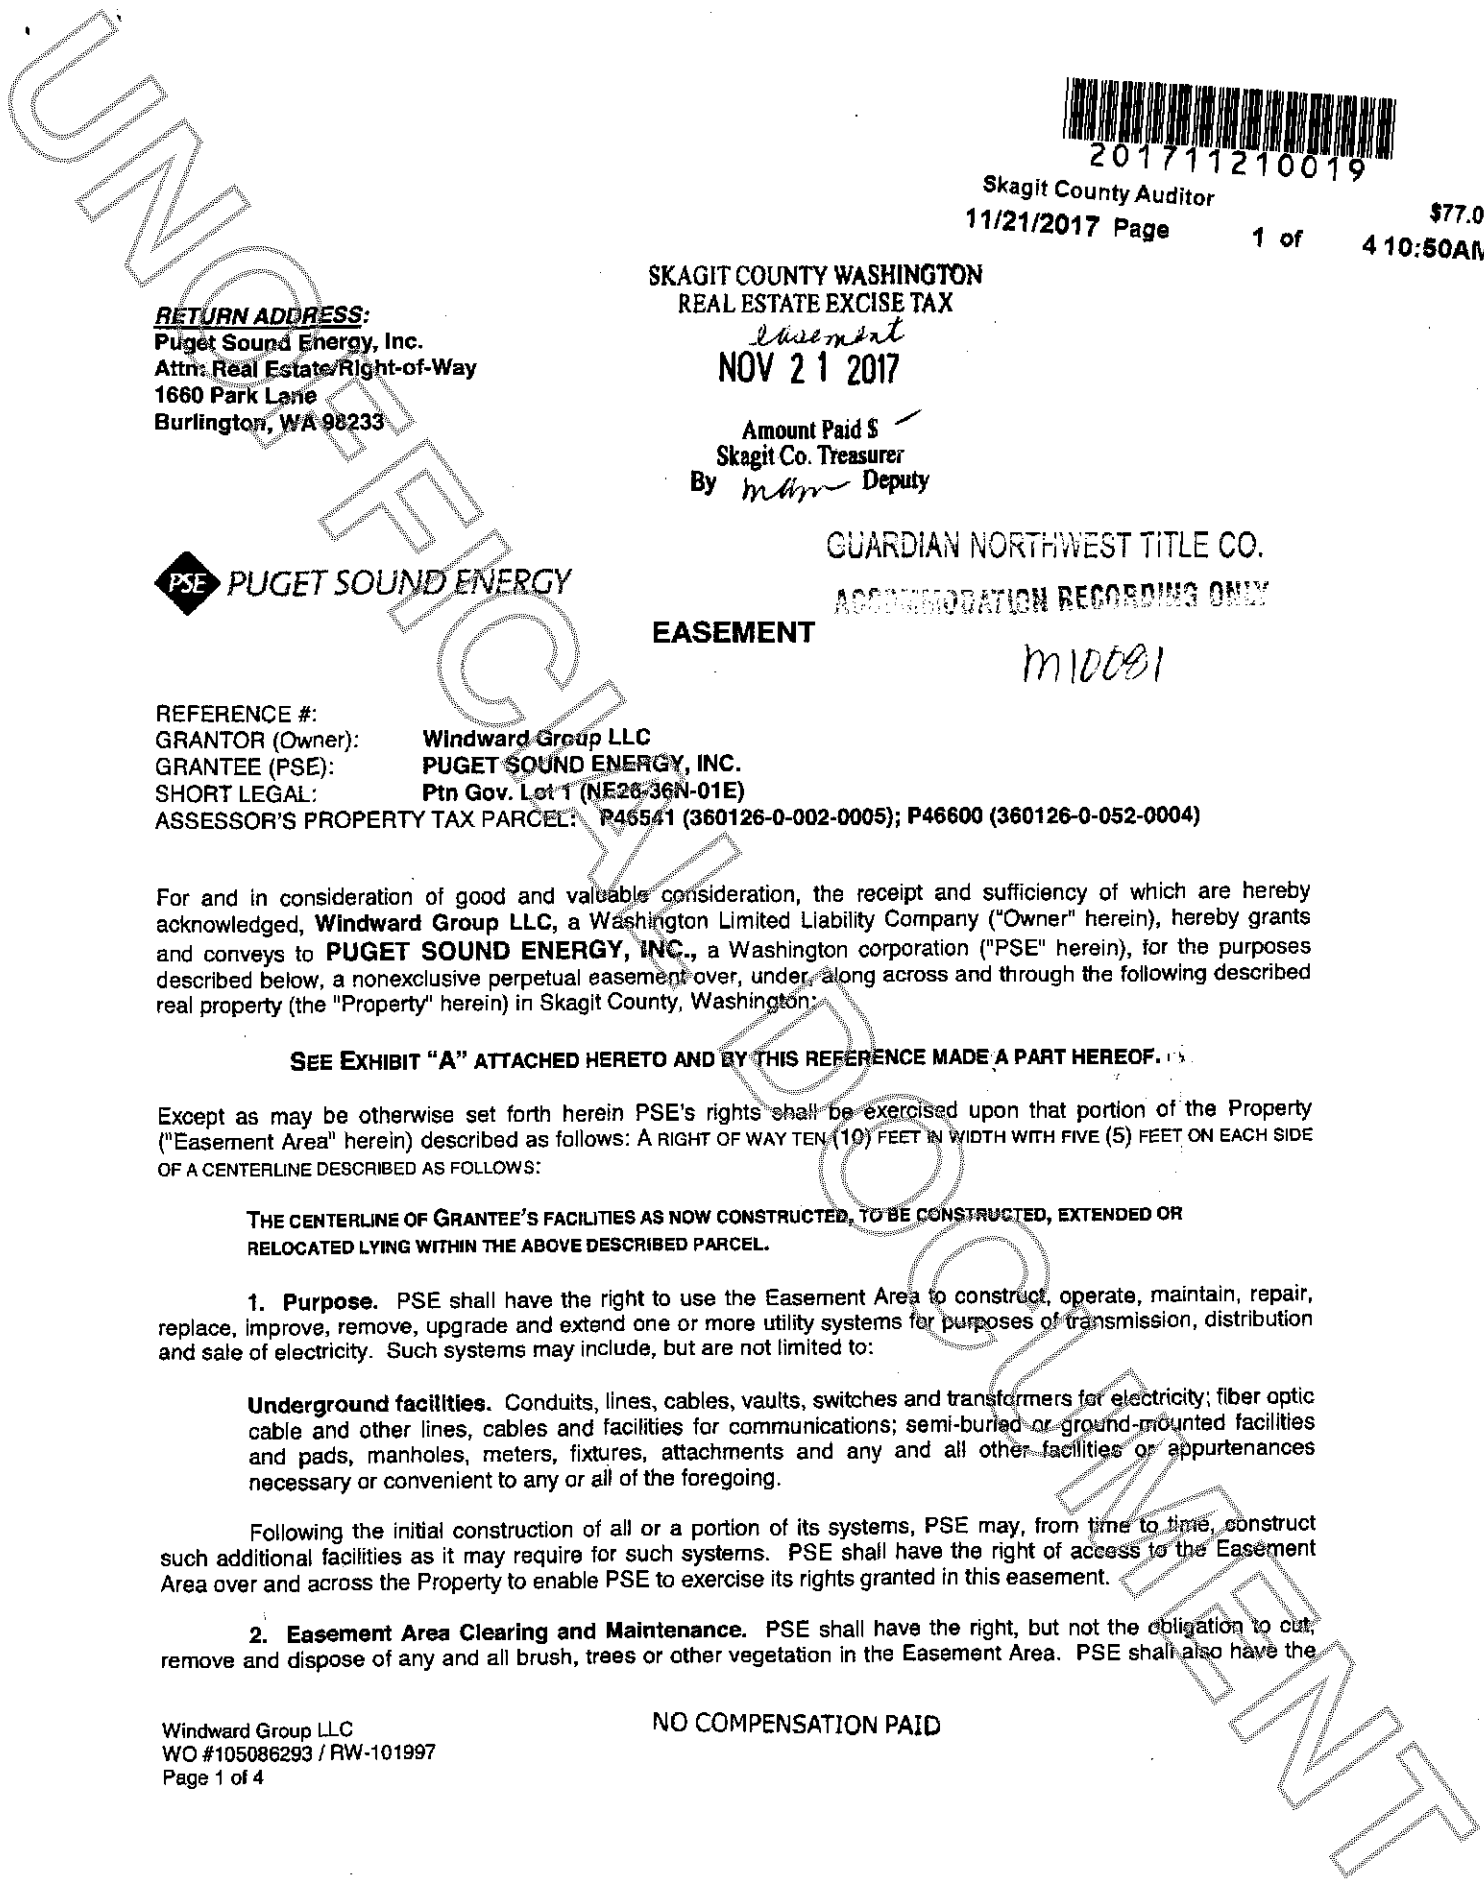 201711210019
Skagit County Auditor
$77.0
11/21/2017 Page 1 of 4 10:50AM
SKAGIT COUNTY WASHINGTON
REAL ESTATE EXCISE TAX
easement
NOV 21 2017
Amount Paid $
Skagit Co. Treasurer
By mam Deputy
RETURN ADDRESS:
Puget Sound Energy, Inc.
Attn: Real Estate/Right-of-Way
1660 Park Lane
Burlington, WA 98233
PSE PUGET SOUND ENERGY
GUARDIAN NORTHWEST TITLE CO.
ACCOMMODATION RECORDING ONLY
EASEMENT
M10081
REFERENCE #:
GRANTOR (Owner): Windward Group LLC
GRANTEE (PSE): PUGET SOUND ENERGY, INC.
SHORT LEGAL: Ptn Gov. Lot 1 (NE26-36N-01E)
ASSESSOR'S PROPERTY TAX PARCEL: P46541 (360126-0-002-0005); P46600 (360126-0-052-0004)
For and in consideration of good and valuable consideration, the receipt and sufficiency of which are hereby
acknowledged, Windward Group LLC, a Washington Limited Liability Company ("Owner" herein), hereby grants
and conveys to PUGET SOUND ENERGY, INC., a Washington corporation ("PSE" herein), for the purposes
described below, a nonexclusive perpetual easement over, under, along across and through the following described
real property (the "Property" herein) in Skagit County, Washington:
SEE EXHIBIT "A" ATTACHED HERETO AND BY THIS REFERENCE MADE A PART HEREOF.
Except as may be otherwise set forth herein PSE's rights shall be exercised upon that portion of the Property
("Easement Area" herein) described as follows: A RIGHT OF WAY TEN (10) FEET IN WIDTH WITH FIVE (5) FEET ON EACH SIDE
OF A CENTERLINE DESCRIBED AS FOLLOWS:
THE CENTERLINE OF GRANTEE'S FACILITIES AS NOW CONSTRUCTED, TO BE CONSTRUCTED, EXTENDED OR
RELOCATED LYING WITHIN THE ABOVE DESCRIBED PARCEL.
1. Purpose. PSE shall have the right to use the Easement Area to construct, operate, maintain, repair,
replace, improve, remove, upgrade and extend one or more utility systems for purposes of transmission, distribution
and sale of electricity. Such systems may include, but are not limited to:
Underground facilities. Conduits, lines, cables, vaults, switches and transformers for electricity; fiber optic
cable and other lines, cables and facilities for communications; semi-buried or ground-mounted facilities
and pads, manholes, meters, fixtures, attachments and any and all other facilities or appurtenances
necessary or convenient to any or all of the foregoing.
Following the initial construction of all or a portion of its systems, PSE may, from time to time, construct
such additional facilities as it may require for such systems. PSE shall have the right of access to the Easement
Area over and across the Property to enable PSE to exercise its rights granted in this easement.
2. Easement Area Clearing and Maintenance. PSE shall have the right, but not the obligation to cut,
remove and dispose of any and all brush, trees or other vegetation in the Easement Area. PSE shall also have the
Windward Group LLC
WO #105086293 / RW-101997
Page 1 of 4
NO COMPENSATION PAID
UNOFFICIAL DOCUMENT